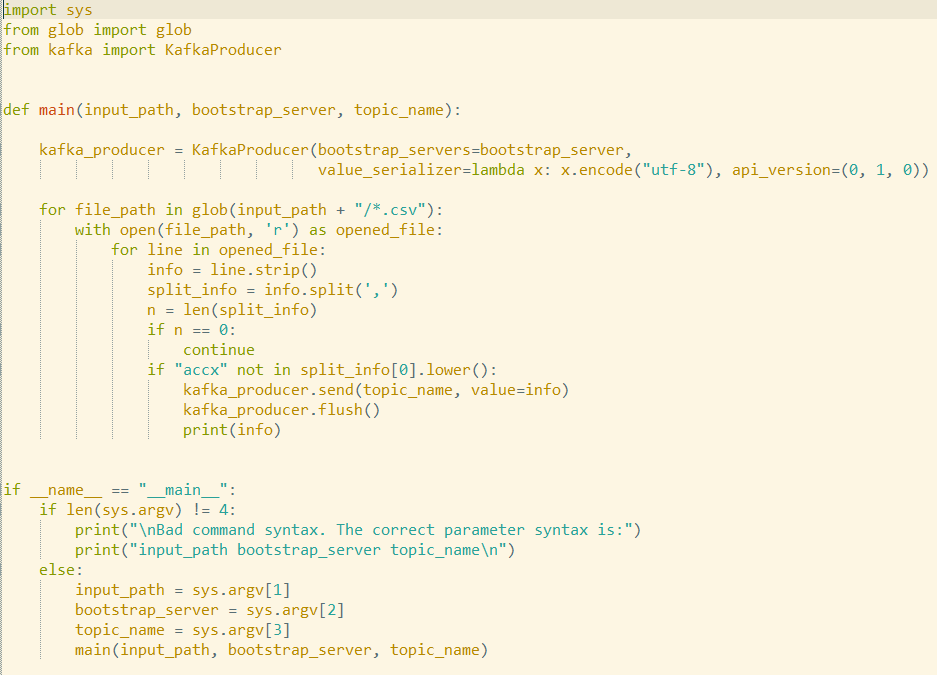 import sys
from glob import glob
from kafka import KafkaProducer
def main(input_path, bootstrap_server, topic_name):
    kafka_producer = KafkaProducer(bootstrap_servers=bootstrap_server,
                                   value_serializer=lambda x: x.encode("utf-8"), api_version=(0, 1, 0))
    for file_path in glob(input_path + "/*.csv"):
        with open(file_path, 'r') as opened_file:
            for line in opened_file:
                info = line.strip()
                split_info = info.split(',')
                n = len(split_info)
                if n == 0:
                    continue
                if "accx" not in split_info[0].lower():
                    kafka_producer.send(topic_name, value=info)
                    kafka_producer.flush()
                    print(info)
if __name__ == "__main__":
    if len(sys.argv) != 4:
        print("\nBad command syntax. The correct parameter syntax is:")
        print("input_path bootstrap_server topic_name\n")
    else:
        input_path = sys.argv[1]
        bootstrap_server = sys.argv[2]
        topic_name = sys.argv[3]
        main(input_path, bootstrap_server, topic_name)